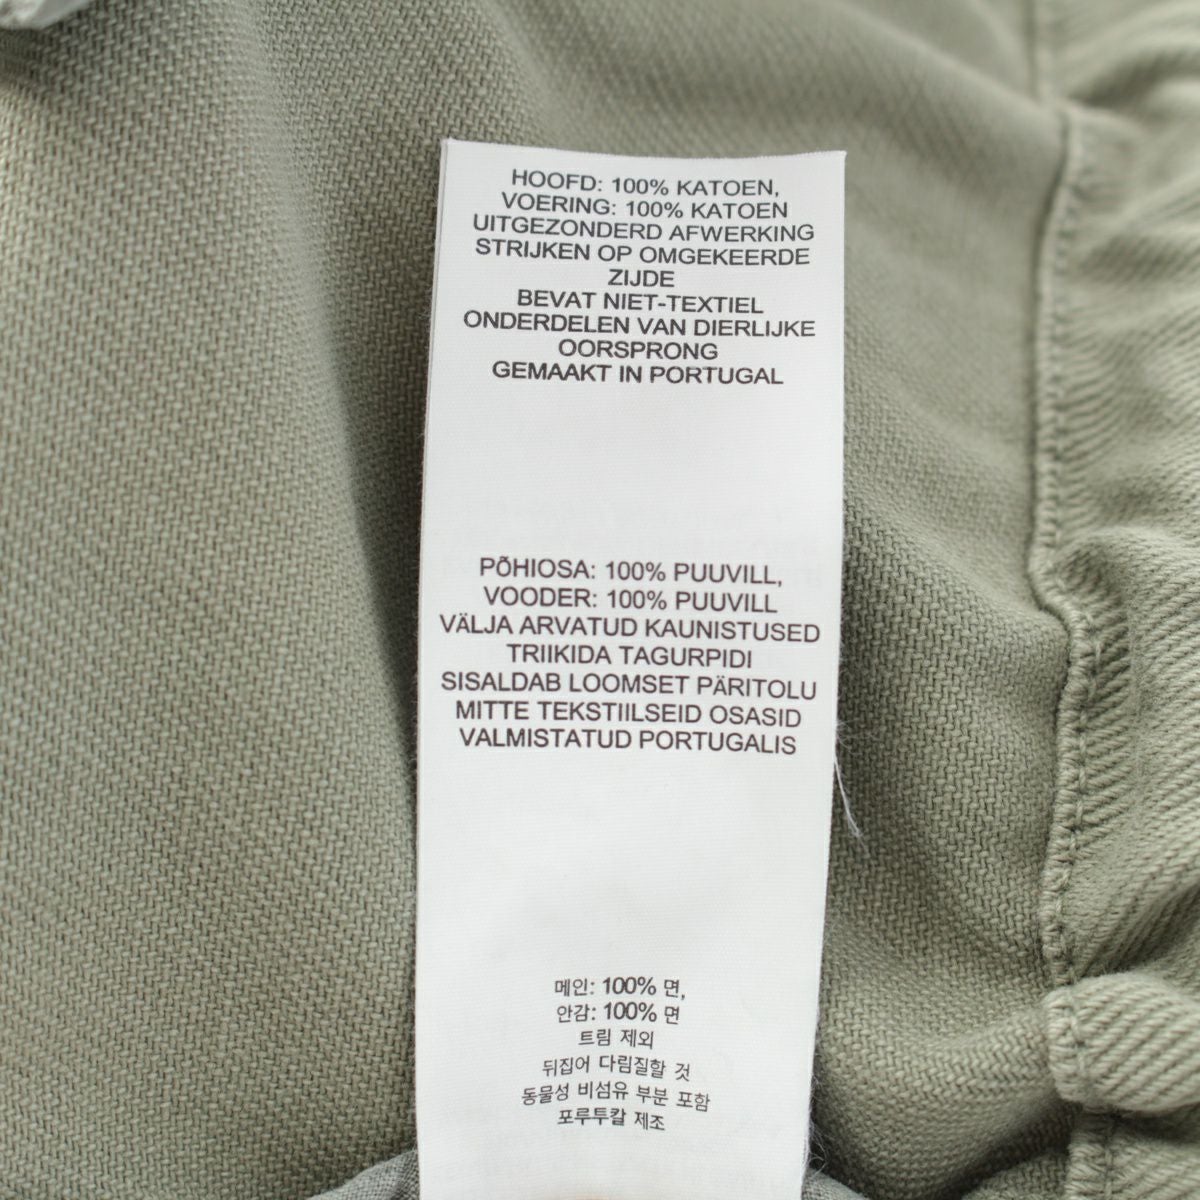 HOOFD: 100% KATOEN,
VOERING: 100% KATOEN
UITGEZONDERD AFWERKING
STRIJKEN OP OMGEKEERDE
ZIJDE
BEVAT NIET-TEXTIEL
ONDERDELEN VAN DIERLIJKE
OORSPRONG
GEMAAKT IN PORTUGAL
PõHIOSA: 100% PUUVILL,
VOODER: 100% PUUVILL
VÄLJA ARVATUD KAUNISTUSED
TRIIKIDA TAGURPIDI
SISALDAB LOOMSET PÄRITOLU
MITTE TEKSTIILSEID OSASID
VALMISTATUD PORTUGALIS
메인: 100% 면,
안감: 100% 면
트림 제외
뒤집어 다림질할 것
동물성 비섬유 부분 포함
포루투칼 제조